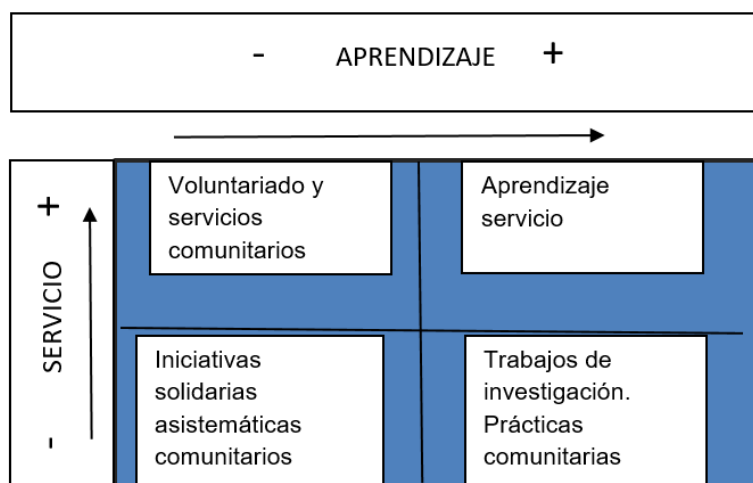 - APRENDIZAJE +
Voluntariado y
servicios
comunitarios
Aprendizaje
servicio
- SERVICIO +
Iniciativas
solidarias
asistemáticas
comunitarios
Trabajos de
investigación.
Prácticas
comunitarias